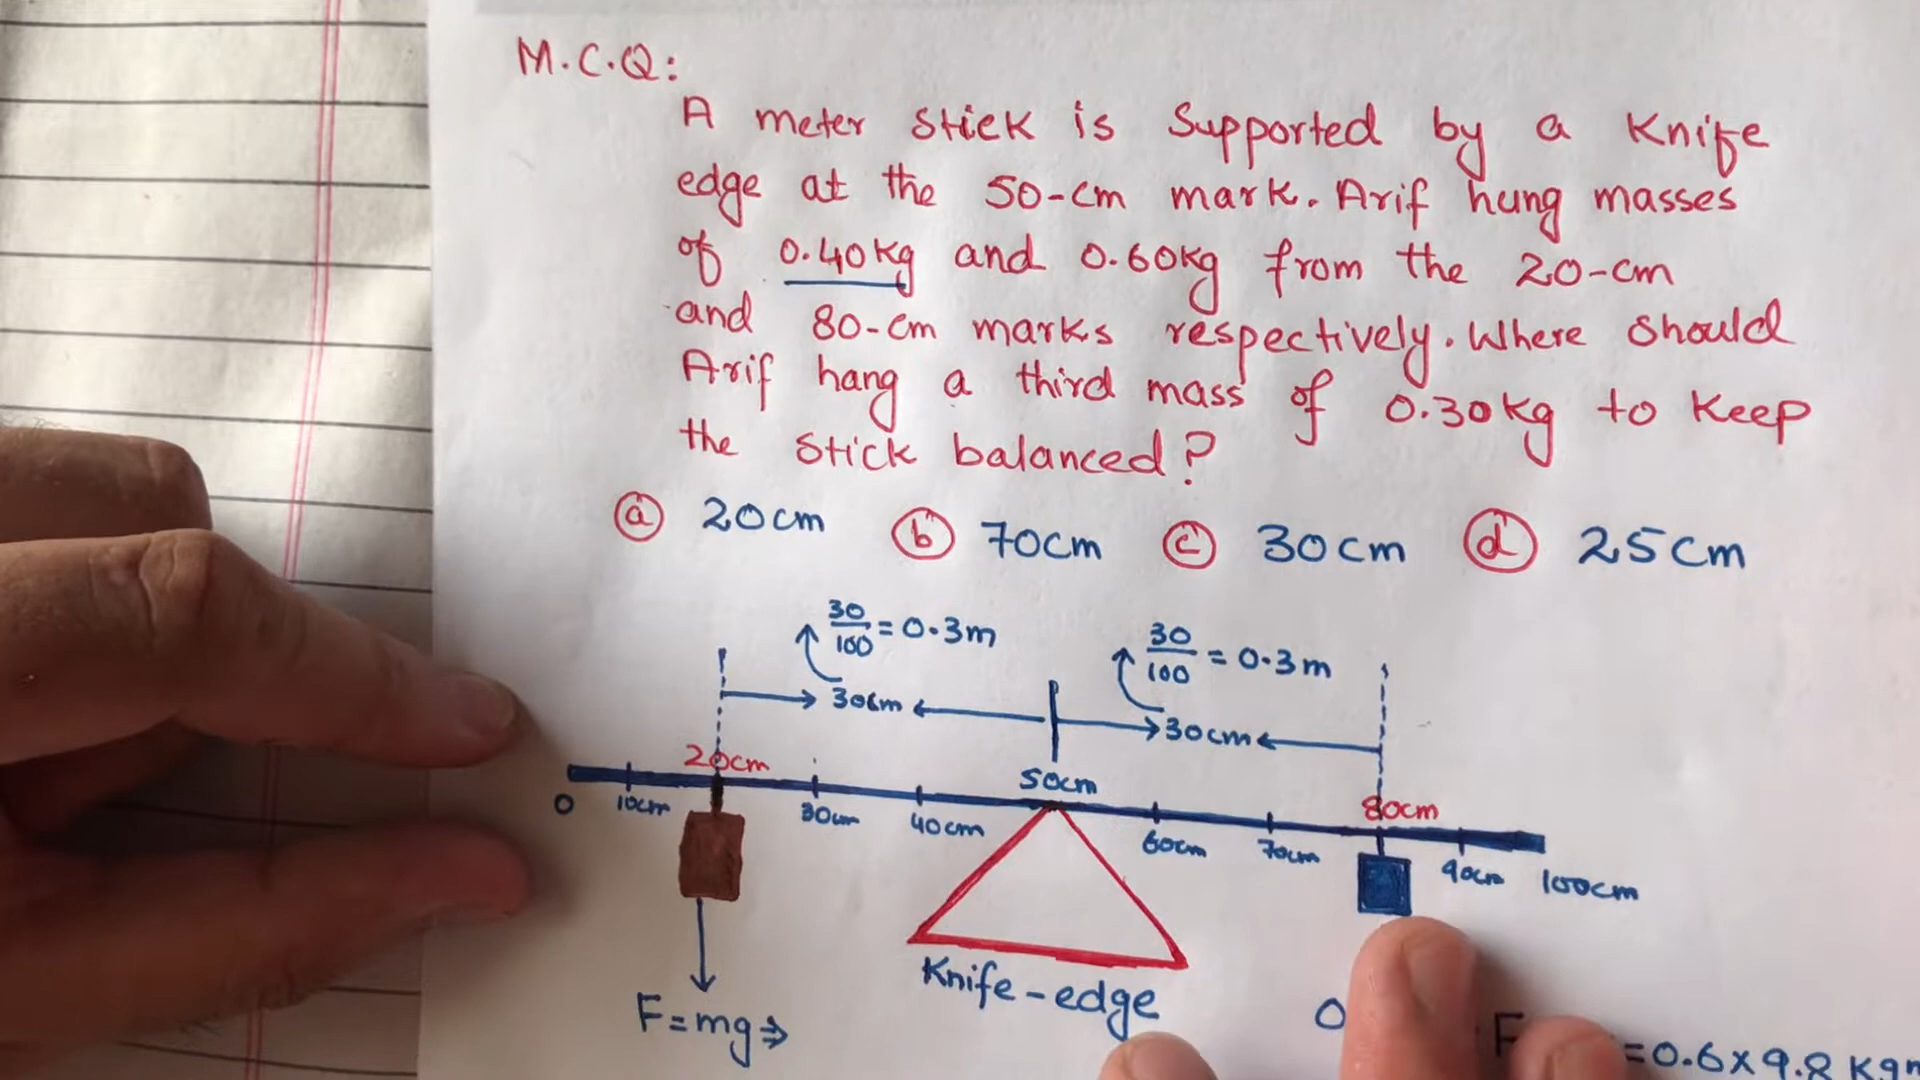 M.C.Q:
A meter stick is Supported by a Knife
edge at the 50-cm mark. Arif hung masses
of 0.40kg and 0.60kg from the 20-cm
and 80-cm marks respectively. Where should
Arif hang a third mass of 0.30kg to keep
the stick balanced?
ⓐ 20cm ⓑ 70cm ⓒ 30cm ⓓ 25cm
30/100 = 0.3m
30/100 = 0.3m
30cm
30cm
20cm
50cm
80cm
0 10cm 30cm 40cm 60cm 70cm 90cm 100cm
Knife-edge
F=mg⇒
=0.6×9.8